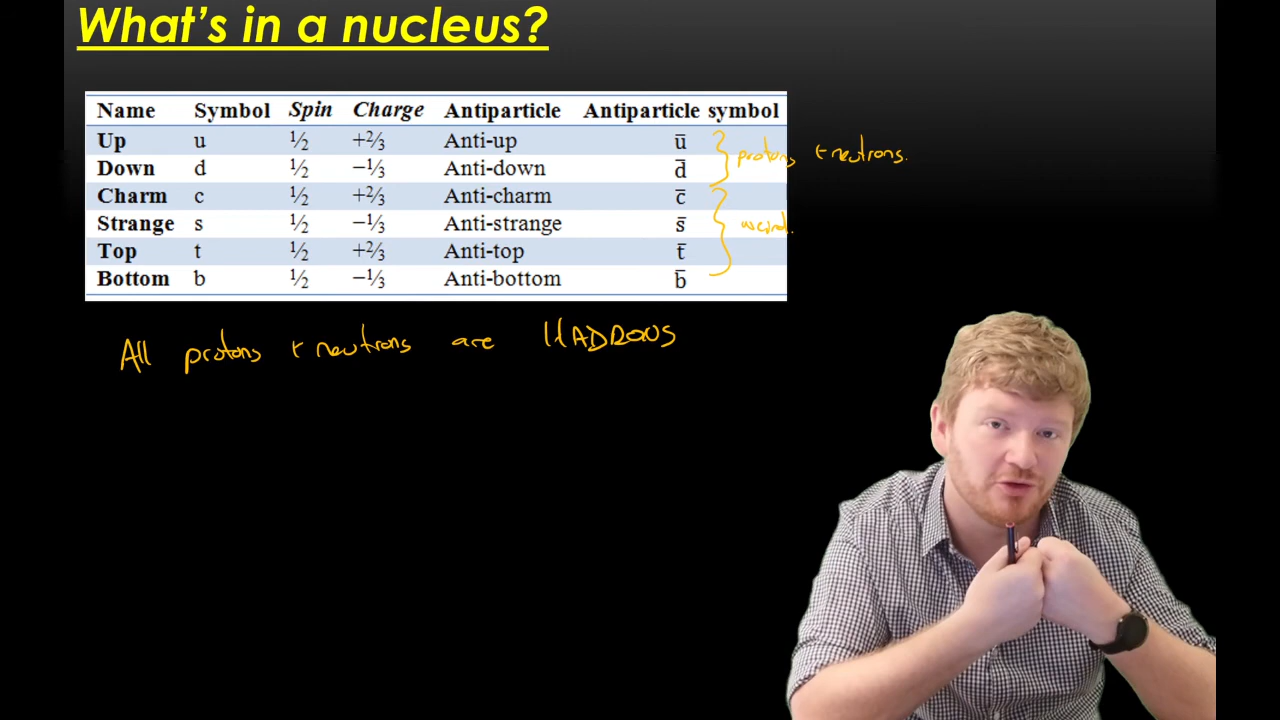 What's in a nucleus?
Name Symbol Spin Charge Antiparticle Antiparticle symbol
Up u ½ +⅔ Anti-up ū
Down d ½ −⅓ Anti-down d̄
Charm c ½ +⅔ Anti-charm c̄
Strange s ½ −⅓ Anti-strange s̄
Top t ½ +⅔ Anti-top t̄
Bottom b ½ −⅓ Anti-bottom b̄
protons + neutrons.
weird.
All protons + neutrons are HADRONS